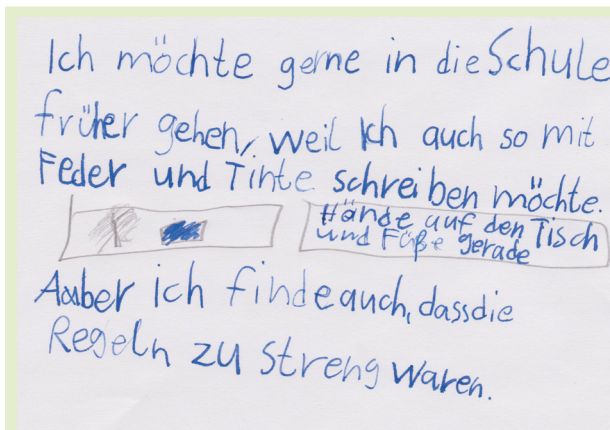 Ich möchte gerne in die Schule
früher gehen, weil Ich auch so mit
Feder und Tinte schreiben möchte.
Hände auf den Tisch
und Füße gerade
Aaber ich finde auch, dass die
Regeln zu streng waren.